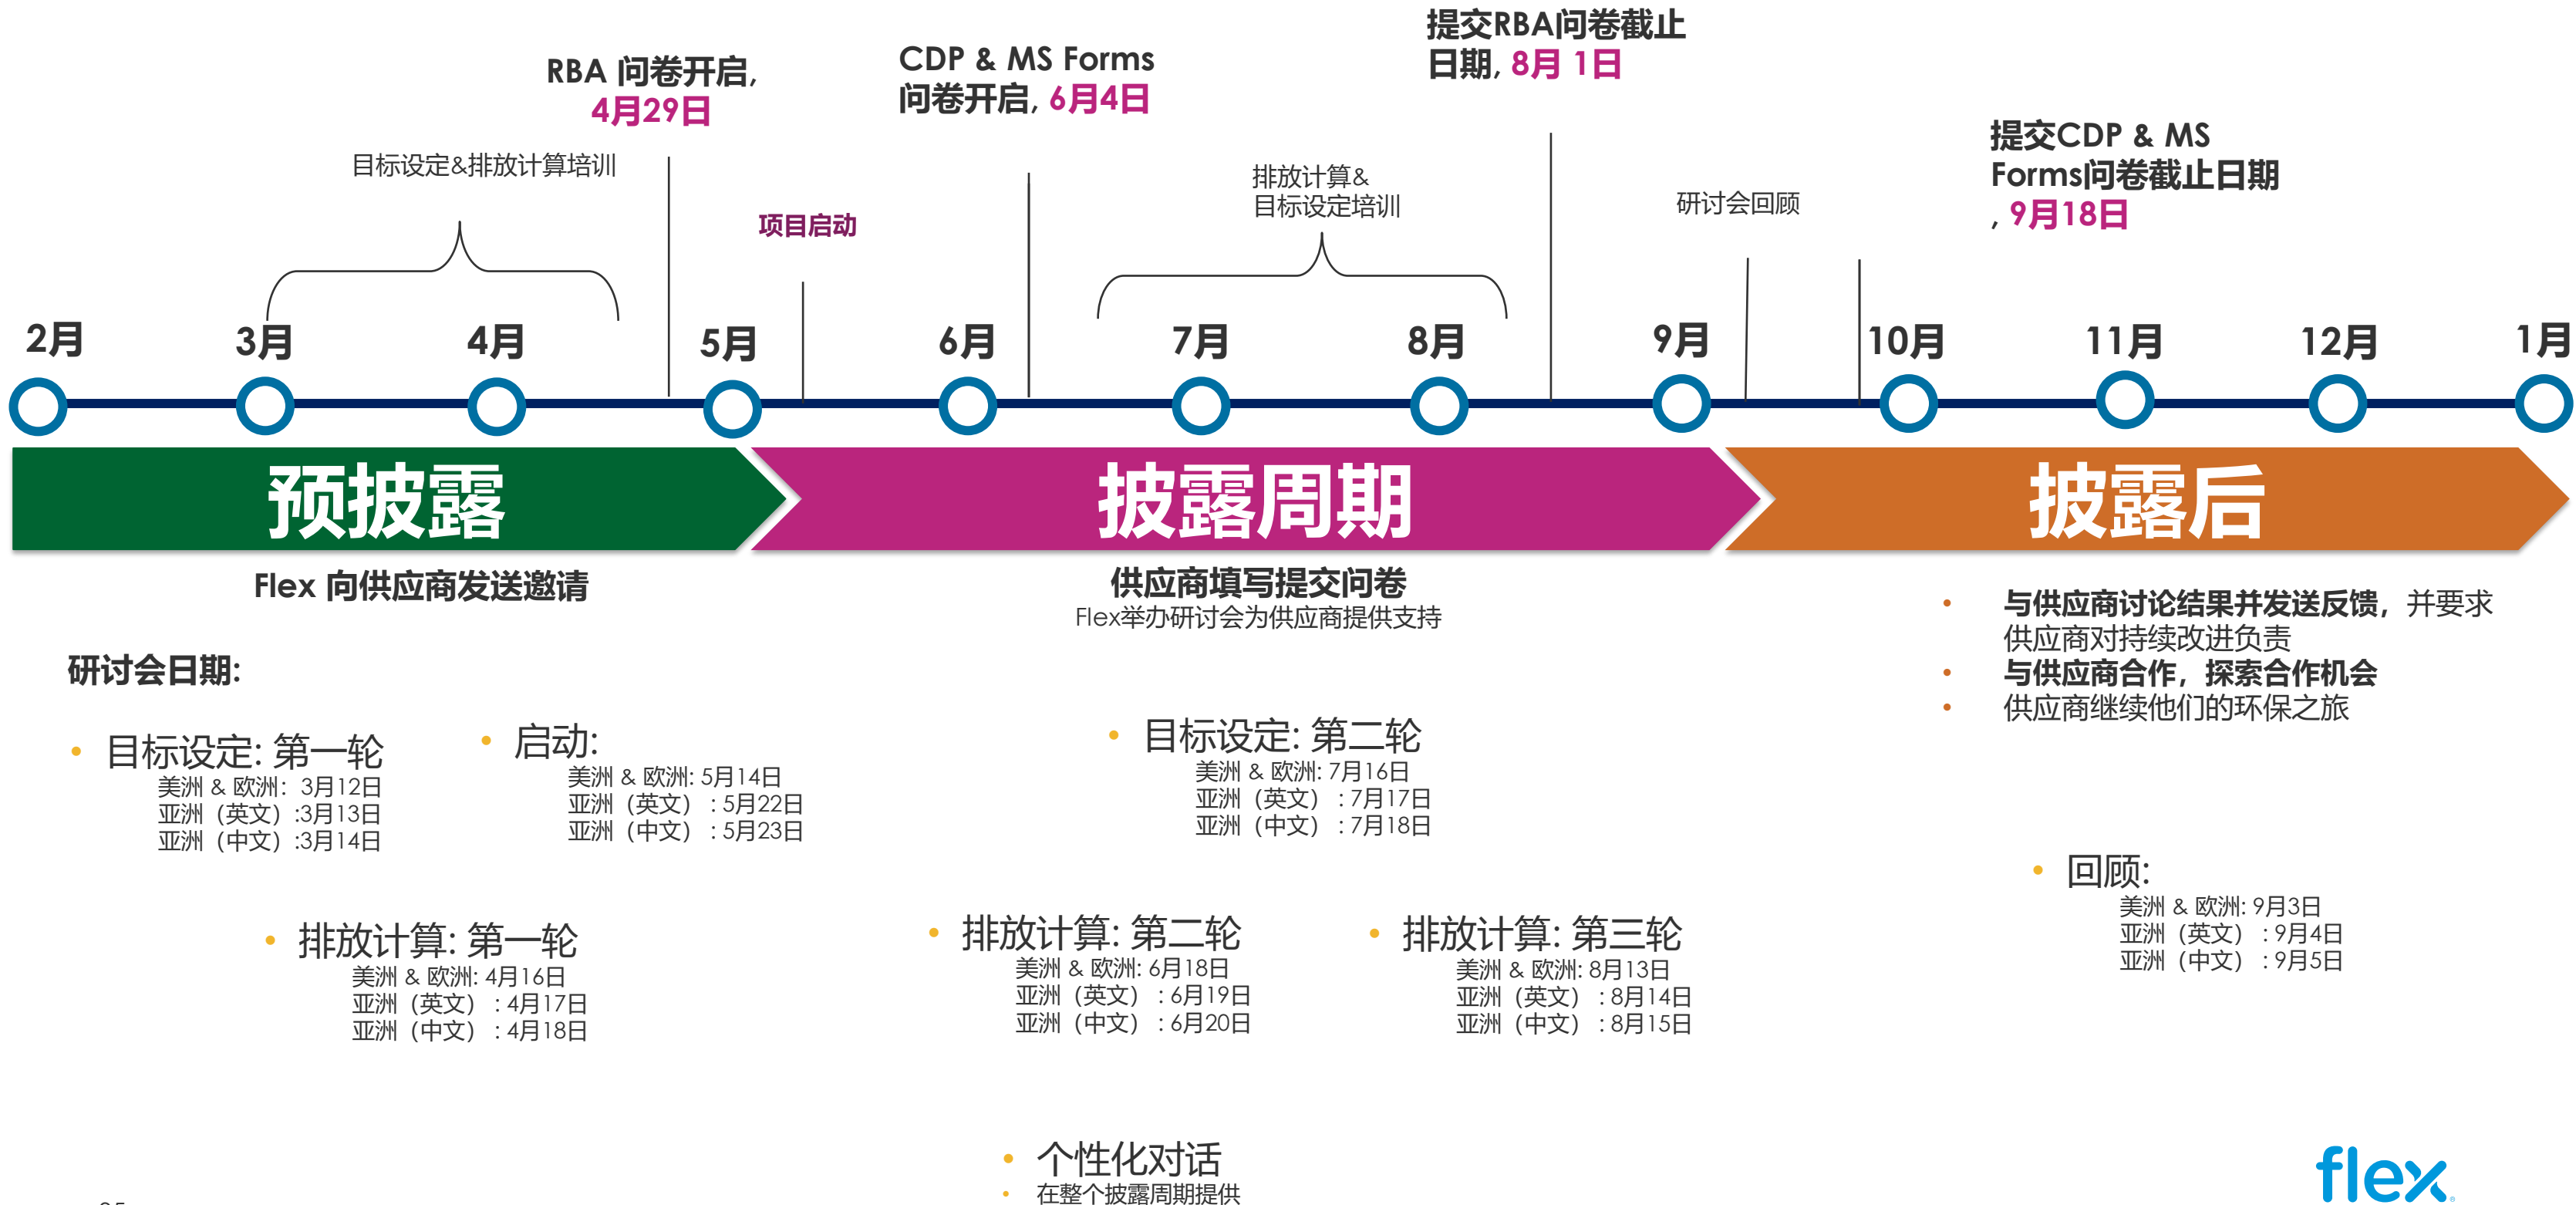 提交RBA问卷截止
日期, 8月 1日
CDP & MS Forms
问卷开启, 6月4日
RBA 问卷开启,
4月29日
提交CDP & MS
Forms问卷截止日期
, 9月18日
目标设定&排放计算培训
项目启动
排放计算&
目标设定培训
研讨会回顾
2月
3月
4月
5月
6月
7月
8月
9月
10月
11月
12月
1月
预披露
披露周期
披露后
Flex 向供应商发送邀请
供应商填写提交问卷
Flex举办研讨会为供应商提供支持
• 与供应商讨论结果并发送反馈，并要求
供应商对持续改进负责
• 与供应商合作，探索合作机会
• 供应商继续他们的环保之旅
研讨会日期:
• 目标设定: 第一轮
美洲 & 欧洲：3月12日
亚洲（英文）:3月13日
亚洲（中文）:3月14日
• 启动:
美洲 & 欧洲: 5月14日
亚洲（英文）: 5月22日
亚洲（中文）: 5月23日
• 目标设定: 第二轮
美洲 & 欧洲: 7月16日
亚洲（英文）: 7月17日
亚洲（中文）: 7月18日
• 回顾:
美洲 & 欧洲: 9月3日
亚洲（英文）: 9月4日
亚洲（中文）: 9月5日
• 排放计算: 第一轮
美洲 & 欧洲: 4月16日
亚洲（英文）: 4月17日
亚洲（中文）: 4月18日
• 排放计算: 第二轮
美洲 & 欧洲: 6月18日
亚洲（英文）: 6月19日
亚洲（中文）: 6月20日
• 排放计算: 第三轮
美洲 & 欧洲: 8月13日
亚洲（英文）: 8月14日
亚洲（中文）: 8月15日
• 个性化对话
• 在整个披露周期提供
flex